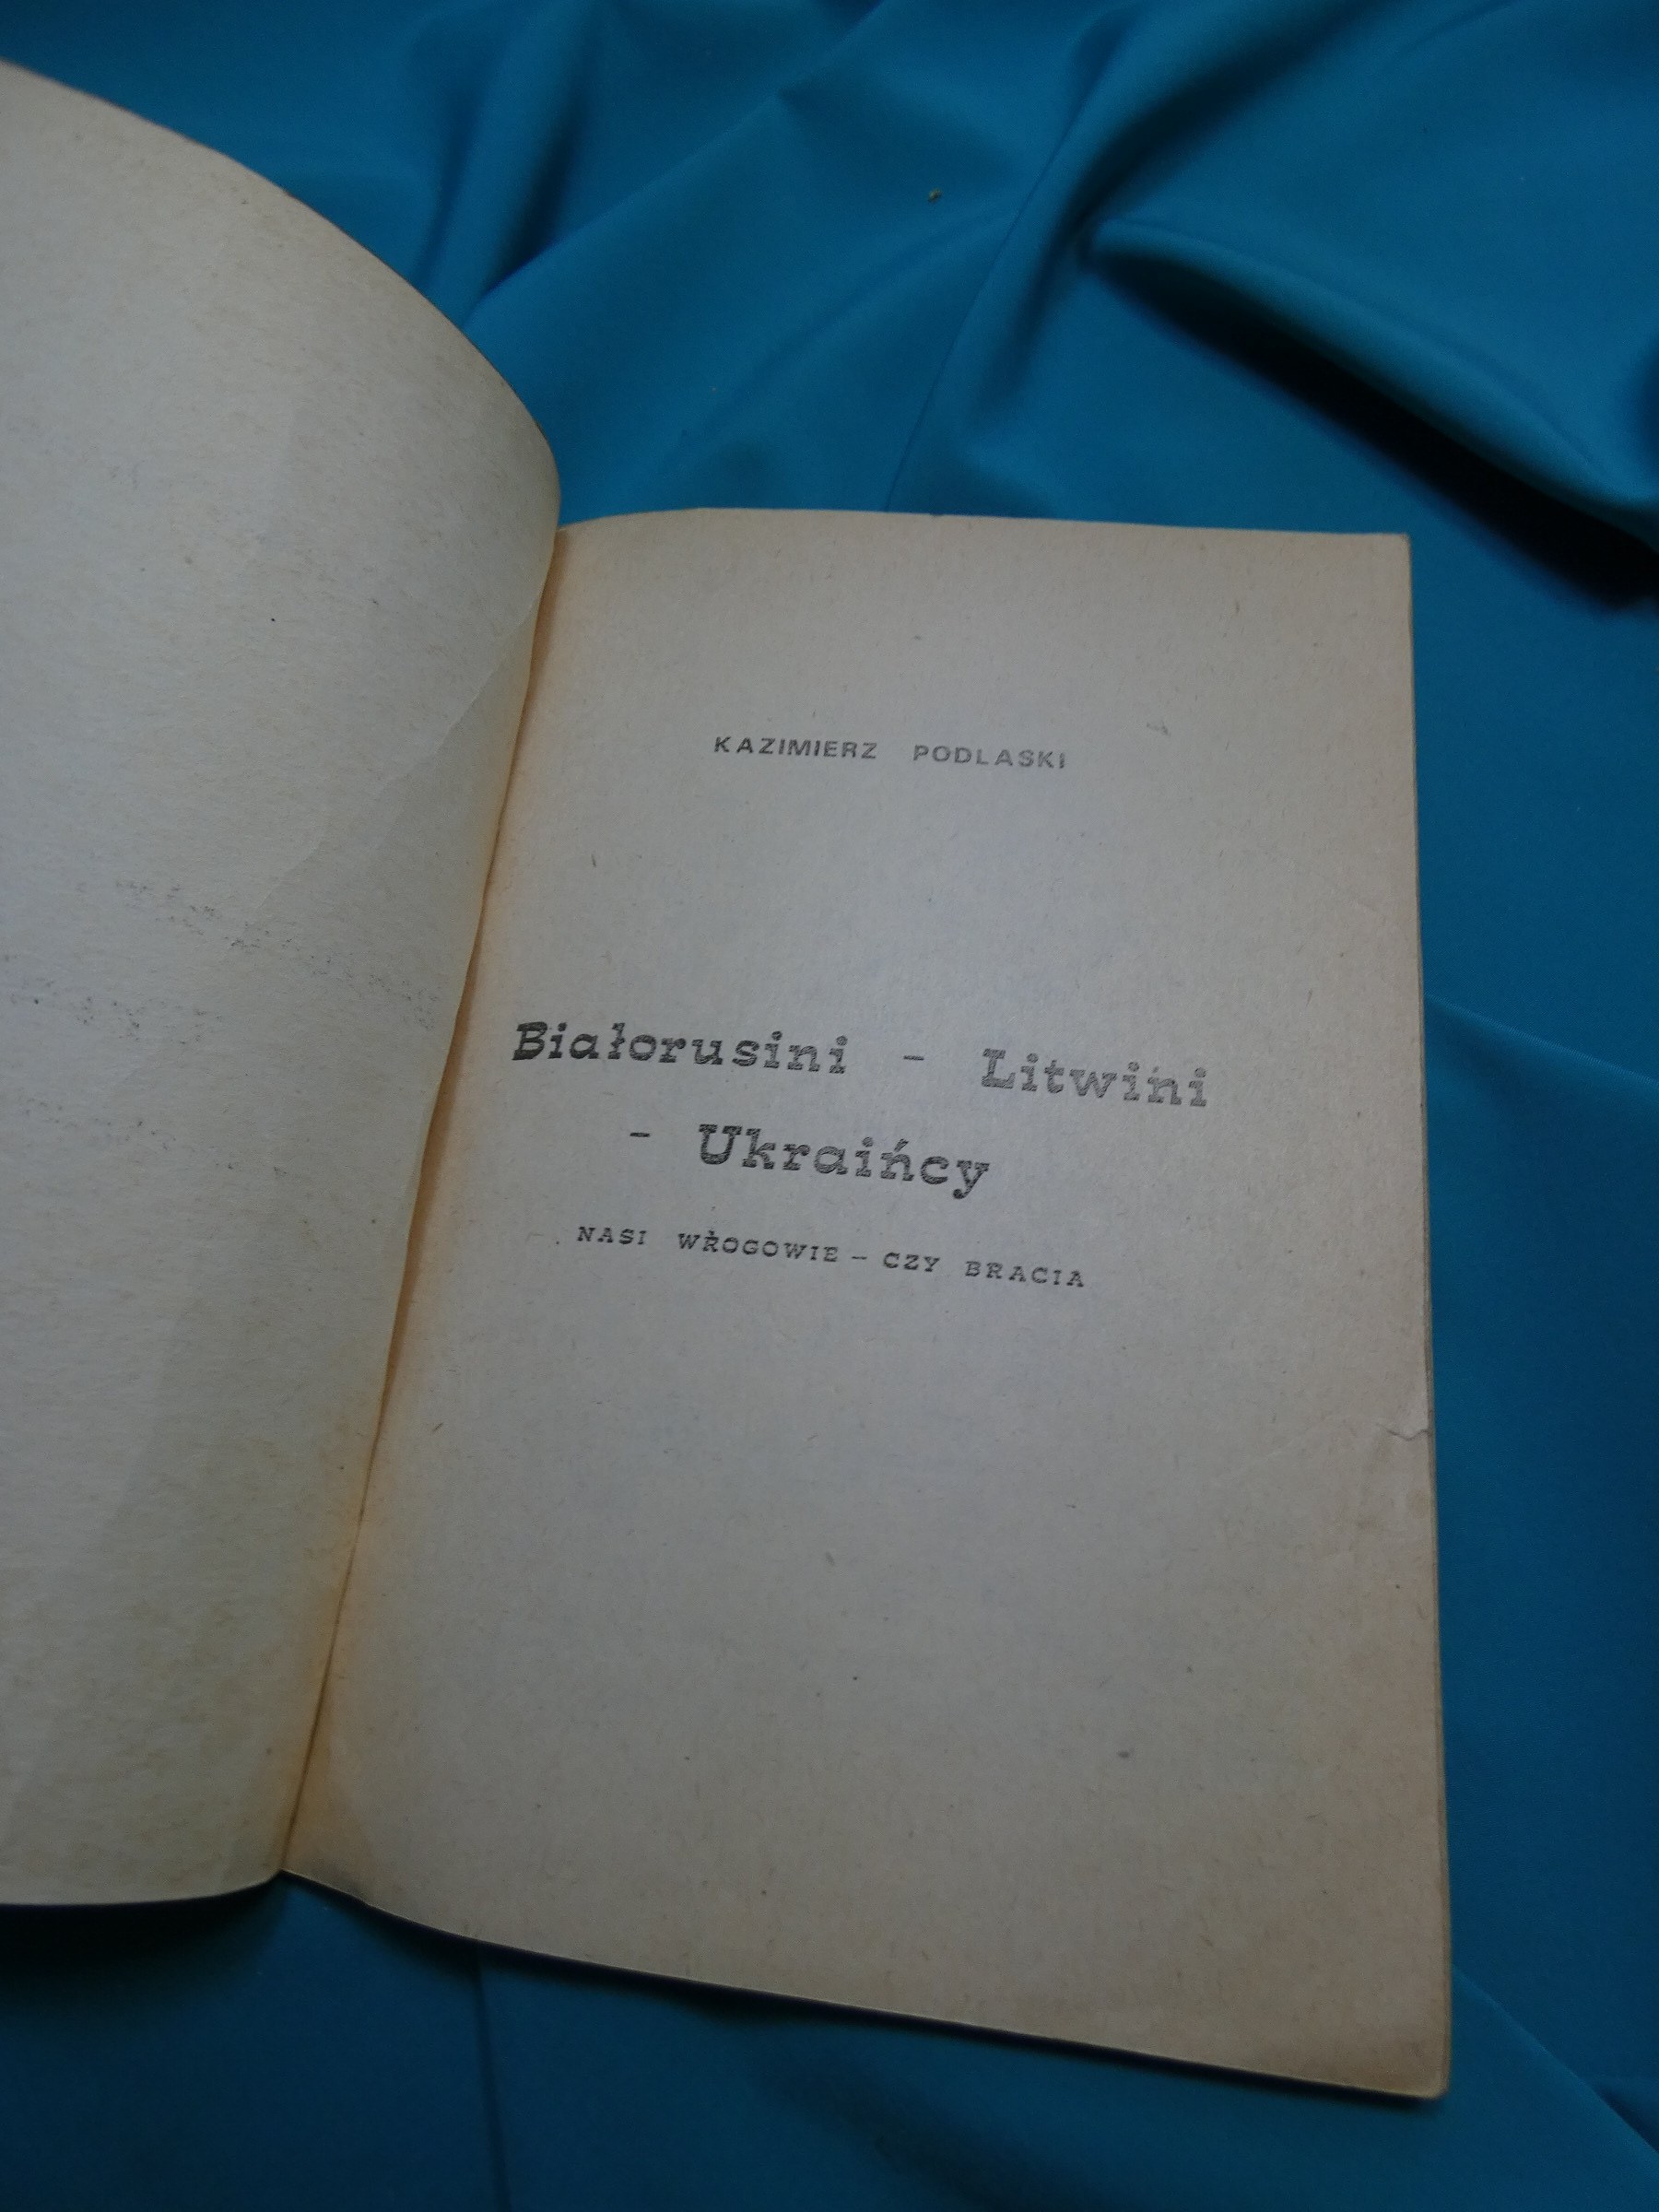 KAZIMIERZ PODLASKI
Białorusini - Litwini
- Ukraińcy
NASI WROGOWIE - CZY BRACIA